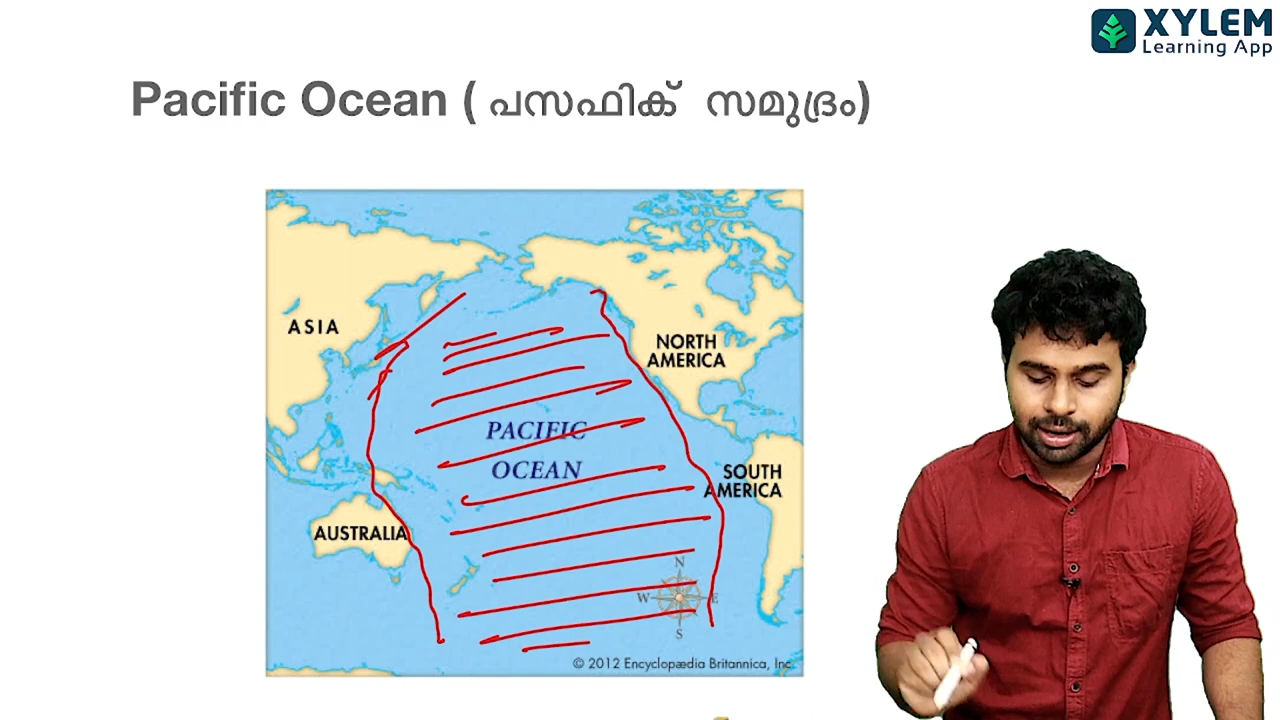 XYLEM
Learning App
Pacific Ocean ( പസഫിക് സമുദ്രം)
ASIA
NORTH
AMERICA
PACIFIC
OCEAN
SOUTH
AMERICA
AUSTRALIA
N
W E
S
© 2012 Encyclopædia Britannica, Inc.